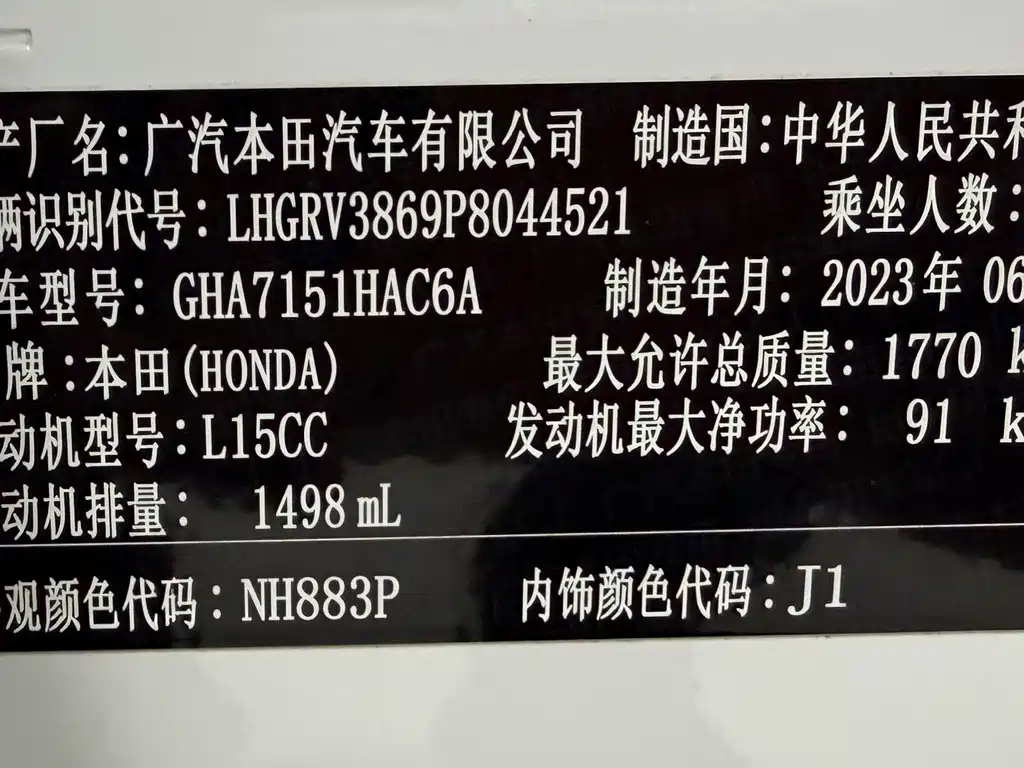 产厂名:广汽本田汽车有限公司 制造国:中华人民共和
辆识别代号:LHGRV3869P8044521 乘坐人数:
车型号:GHA7151HAC6A 制造年月:2023年 06
牌:本田(HONDA) 最大允许总质量:1770 k
动机型号:L15CC 发动机最大净功率: 91 k
动机排量: 1498 mL
观颜色代码:NH883P 内饰颜色代码:J1